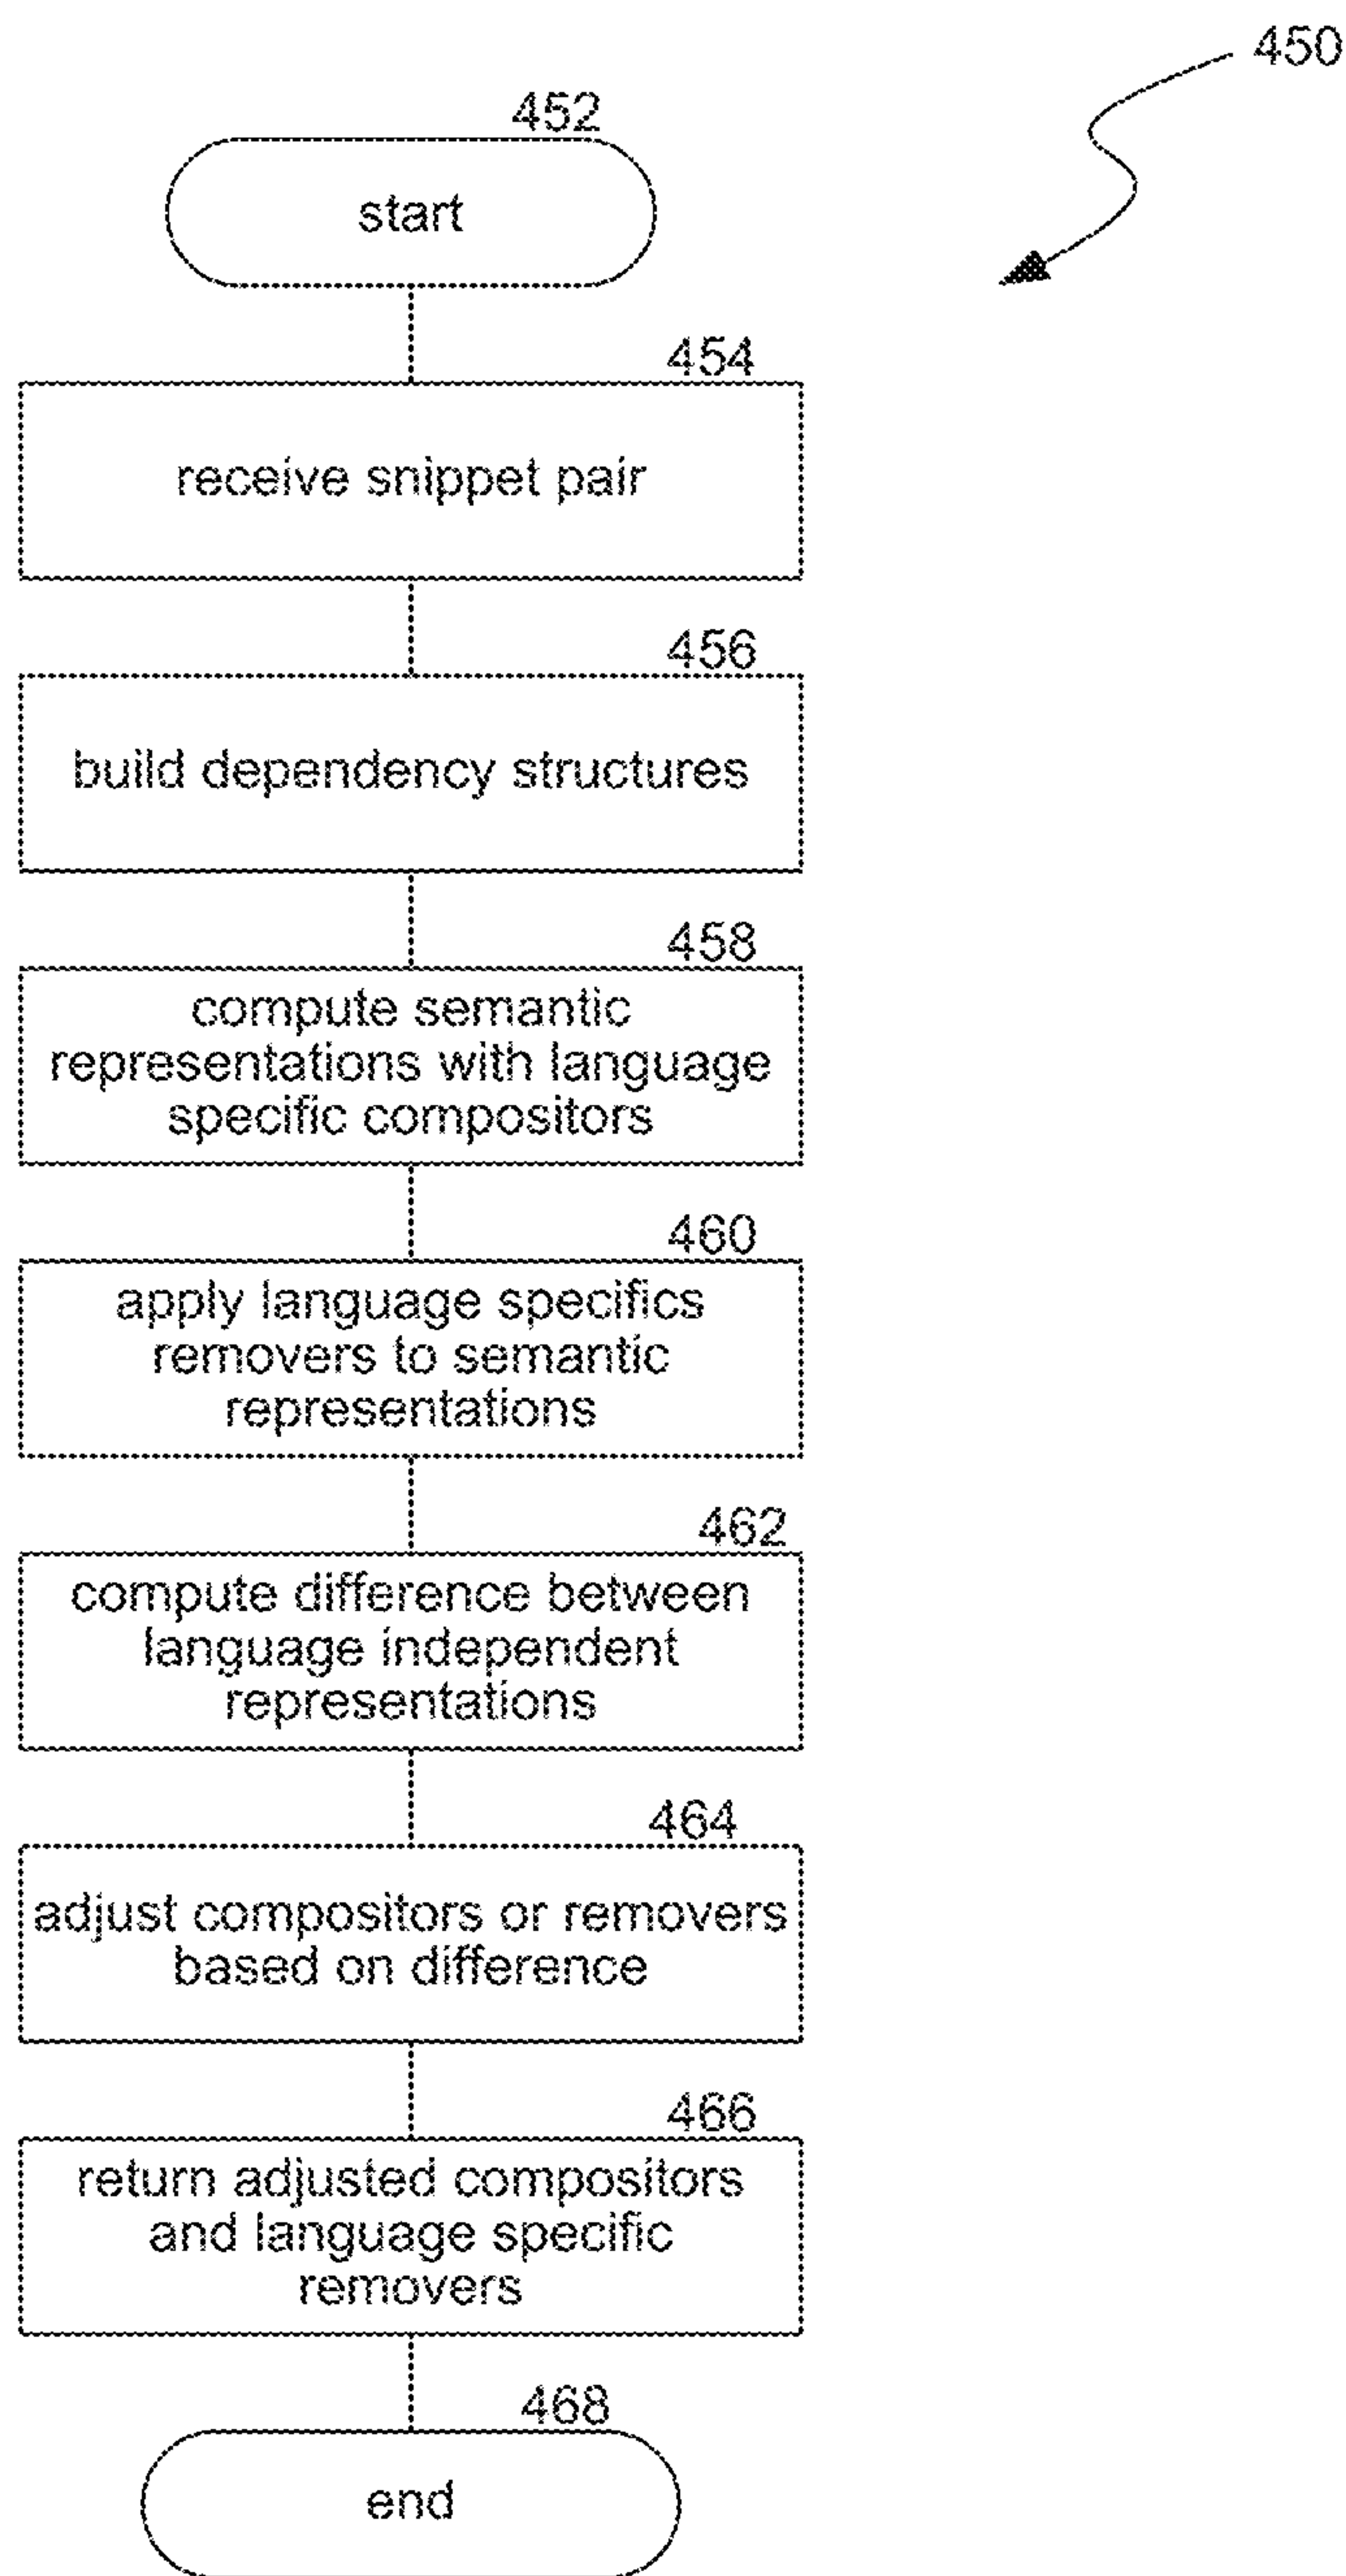 450
452
start
454
receive snippet pair
456
build dependency structures
458
compute semantic
representations with language
specific compositors
460
apply language specifics
removers to semantic
representations
462
compute difference between
language independent
representations
464
adjust compositors or removers
based on difference
466
return adjusted compositors
and language specific
removers
468
end